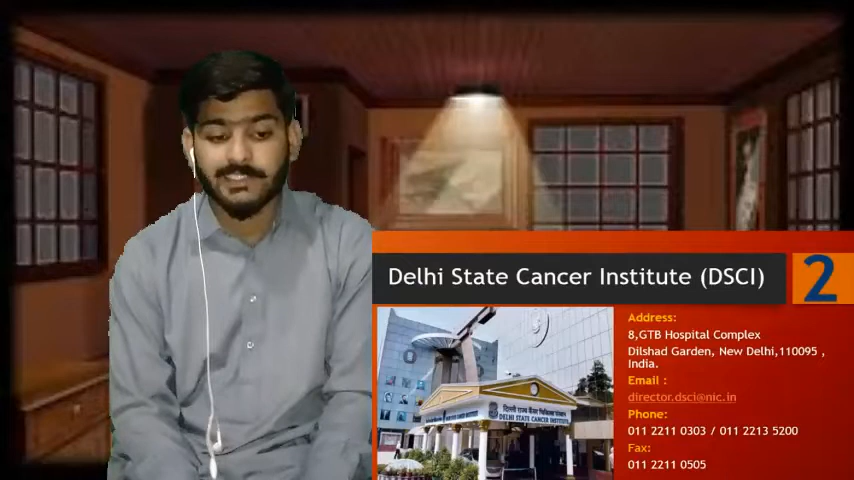 Delhi State Cancer Institute (DSCI)
2
Address:
8,GTB Hospital Complex
Dilshad Garden, New Delhi,110095 ,
India.
Email :
director.dsci@nic.in
Phone:
011 2211 0303 / 011 2213 5200
Fax:
011 2211 0505
दिल्ली राज्य कैंसर संस्थान
DELHI STATE CANCER INSTITUTE